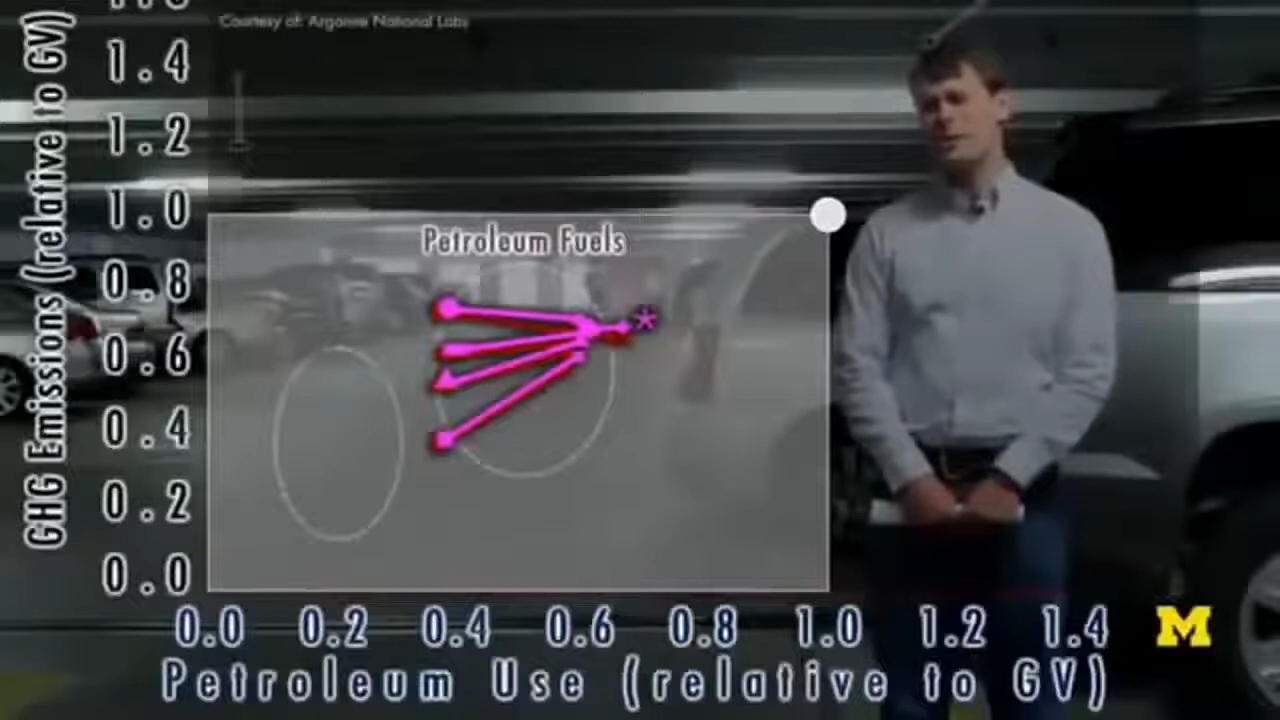 Courtesy of: Argonne National Labs
GHG Emissions (relative to GV)
1.4
1.2
1.0
0.8
0.6
0.4
0.2
0.0
Petroleum Fuels
*
0.0 0.2 0.4 0.6 0.8 1.0 1.2 1.4
Petroleum Use (relative to GV)
M